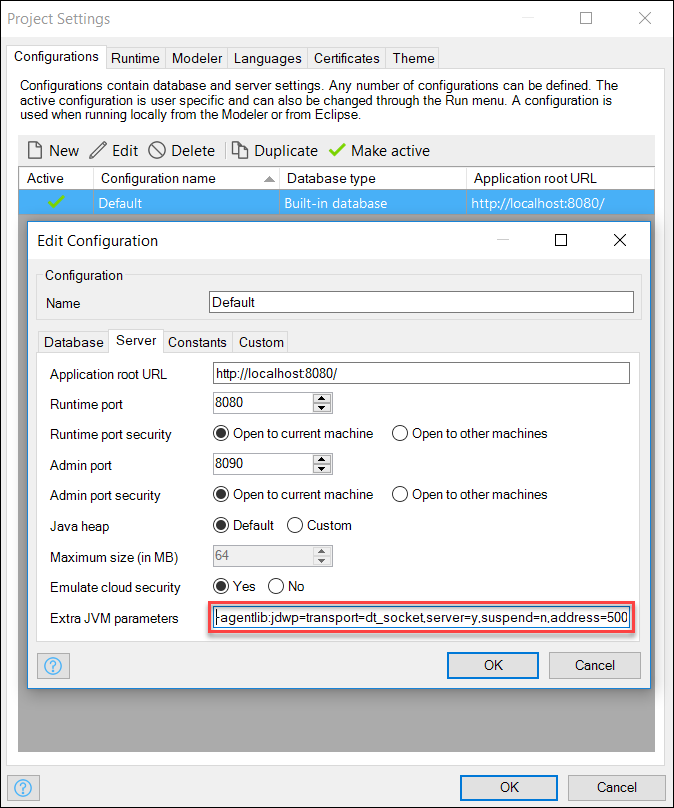 Project Settings
Configurations Runtime Modeler Languages Certificates Theme
Configurations contain database and server settings. Any number of configurations can be defined. The
active configuration is user specific and can also be changed through the Run menu. A configuration is
used when running locally from the Modeler or from Eclipse.
New Edit Delete Duplicate Make active
Active Configuration name Database type Application root URL
Default Built-in database http://localhost:8080/
Edit Configuration
Configuration
Name Default
Database Server Constants Custom
Application root URL http://localhost:8080/
Runtime port 8080
Runtime port security Open to current machine Open to other machines
Admin port 8090
Admin port security Open to current machine Open to other machines
Java heap Default Custom
Maximum size (in MB) 64
Emulate cloud security Yes No
Extra JVM parameters -agentlib:jdwp=transport=dt_socket,server=y,suspend=n,address=500
? OK Cancel
? OK Cancel